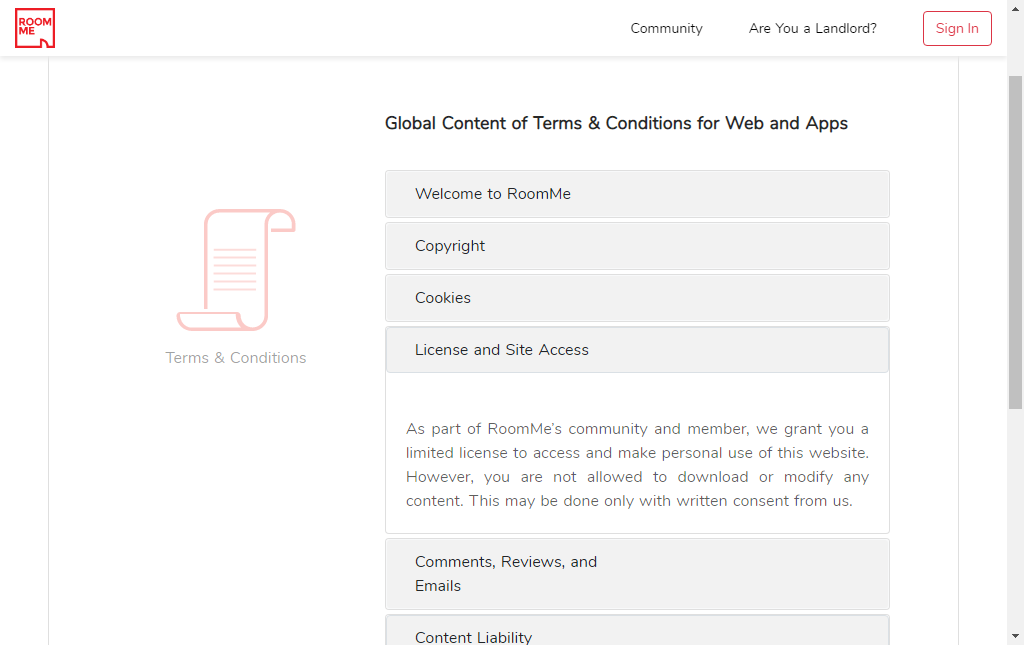 ROOM
ME
Community
Are You a Landlord?
Sign In
Global Content of Terms & Conditions for Web and Apps
Welcome to RoomMe
Copyright
Cookies
License and Site Access
Terms & Conditions
As part of RoomMe's community and member, we grant you a
limited license to access and make personal use of this website.
However, you are not allowed to download or modify any
content. This may be done only with written consent from us.
Comments, Reviews, and
Emails
Content Liability